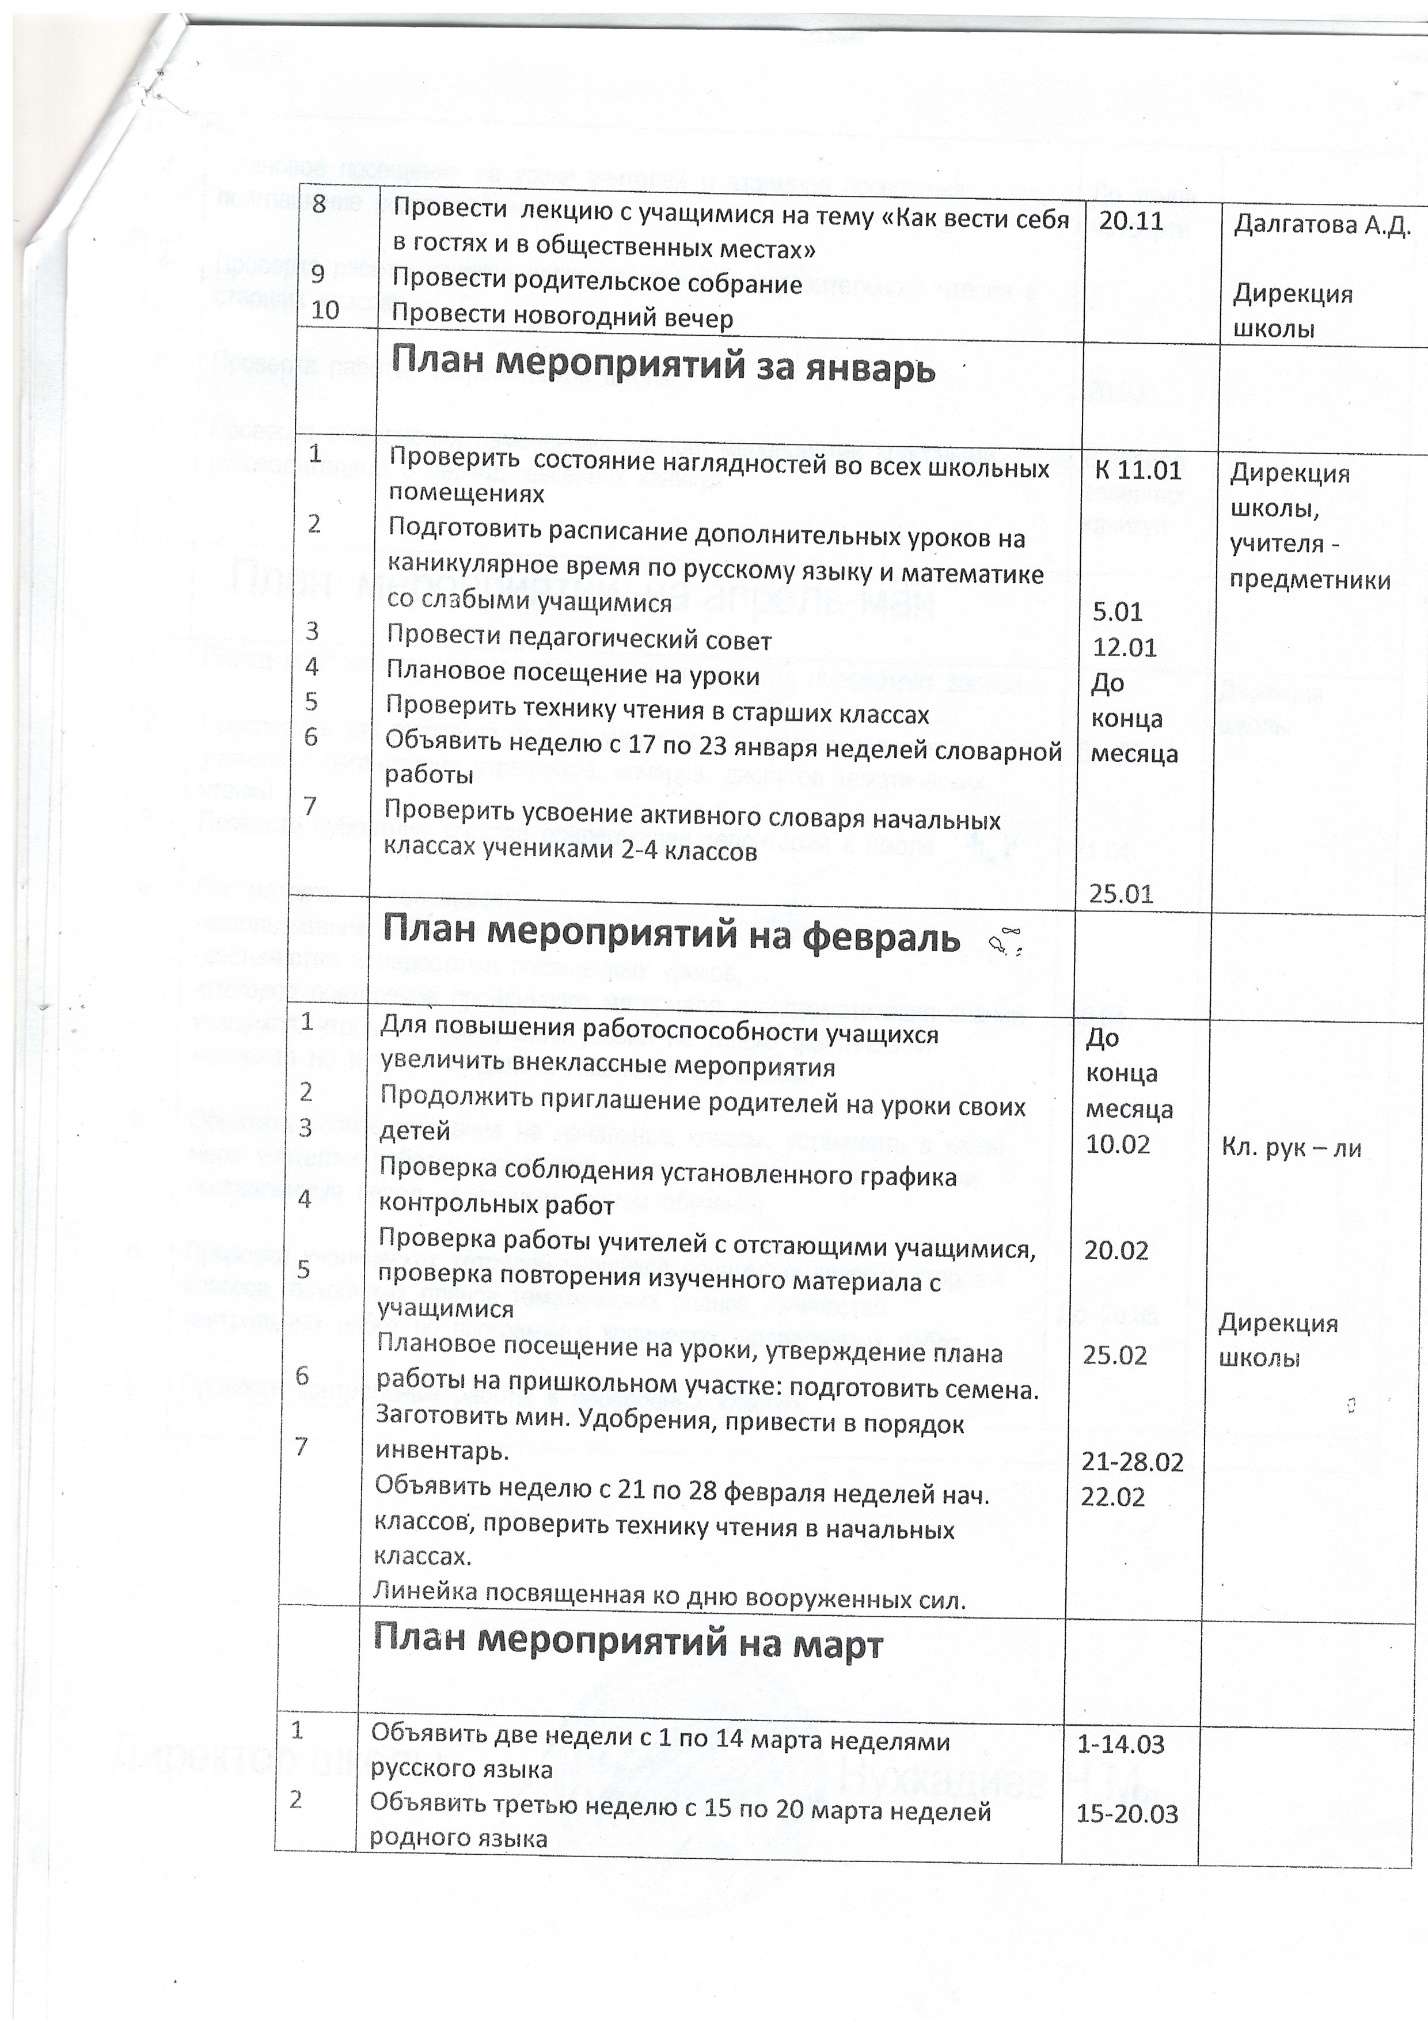 8 Провести лекцию с учащимися на тему «Как вести себя 20.11 Далгатова А.Д.
в гостях и в общественных местах»
9 Провести родительское собрание Дирекция
10 Провести новогодний вечер школы
План мероприятий за январь
1 Проверить состояние наглядностей во всех школьных К 11.01 Дирекция
помещениях школы,
2 Подготовить расписание дополнительных уроков на учителя -
каникулярное время по русскому языку и математике предметники
со слабыми учащимися 5.01
3 Провести педагогический совет 12.01
4 Плановое посещение на уроки До
5 Проверить технику чтения в старших классах конца
6 Объявить неделю с 17 по 23 января неделей словарной месяца
работы
7 Проверить усвоение активного словаря начальных
классах учениками 2-4 классов
25.01
План мероприятий на февраль
1 Для повышения работоспособности учащихся До
увеличить внеклассные мероприятия конца
2 Продолжить приглашение родителей на уроки своих месяца
3 детей 10.02 Кл. рук – ли
Проверка соблюдения установленного графика
4 контрольных работ
Проверка работы учителей с отстающими учащимися, 20.02
5 проверка повторения изученного материала с
учащимися Дирекция
Плановое посещение на уроки, утверждение плана 25.02 школы
6 работы на пришкольном участке: подготовить семена.
Заготовить мин. Удобрения, привести в порядок
7 инвентарь. 21-28.02
Объявить неделю с 21 по 28 февраля неделей нач. 22.02
классов, проверить технику чтения в начальных
классах.
Линейка посвященная ко дню вооруженных сил.
План мероприятий на март
1 Объявить две недели с 1 по 14 марта неделями 1-14.03
русского языка
2 Объявить третью неделю с 15 по 20 марта неделей 15-20.03
родного языка